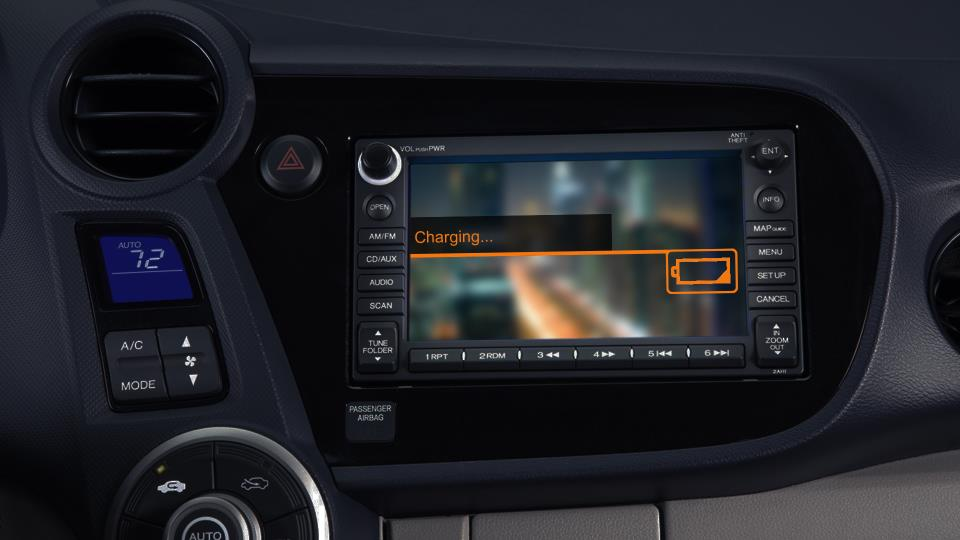 VOL PUSH PWR
ANTI
THEFT
ENT
OPEN
INFO
AM/FM
MAP GUIDE
Charging...
CD/AUX
MENU
AUDIO
SET UP
SCAN
CANCEL
TUNE
FOLDER
IN
ZOOM
OUT
1 RPT
2 RDM
3
4
5
6
AUTO
72
A/C
MODE
PASSENGER
AIRBAG
AUTO